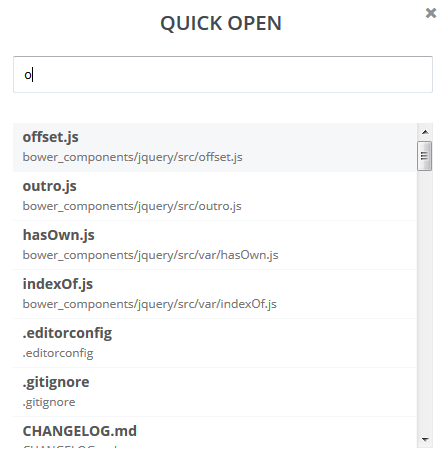 QUICK OPEN
o
offset.js
bower_components/jquery/src/offset.js
outro.js
bower_components/jquery/src/outro.js
hasOwn.js
bower_components/jquery/src/var/hasOwn.js
indexOf.js
bower_components/jquery/src/var/indexOf.js
.editorconfig
.editorconfig
.gitignore
.gitignore
CHANGELOG.md
CHANGELOG.md